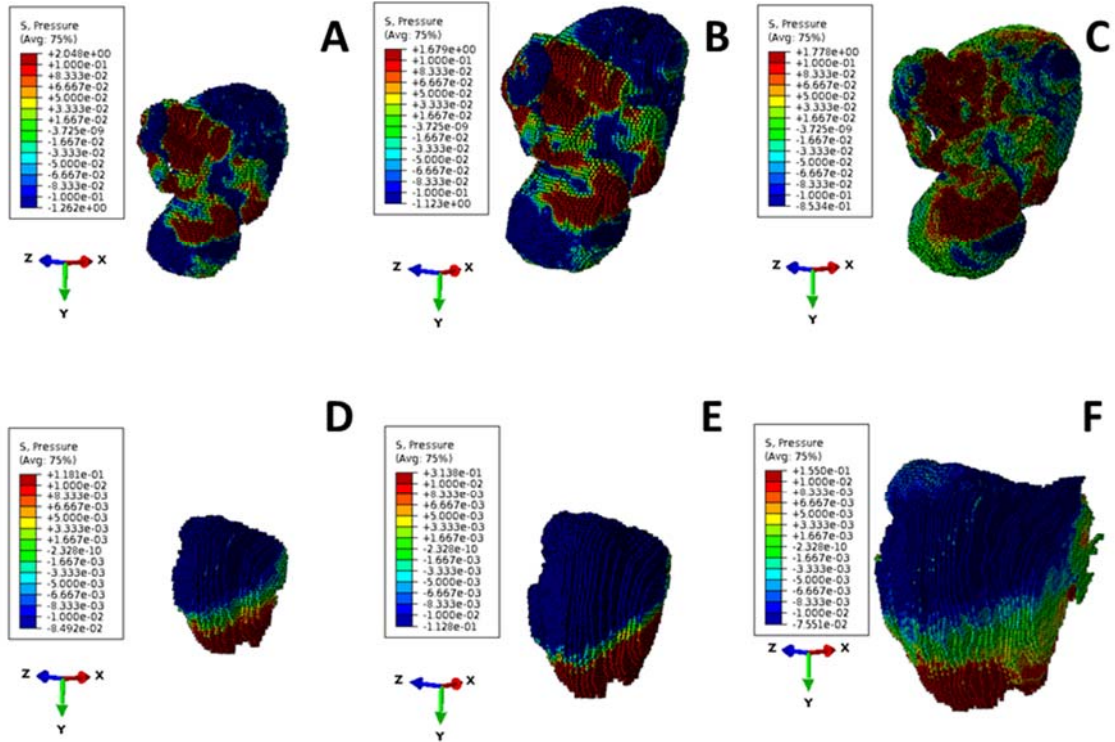 S, Pressure
(Avg: 75%)
+2.048e+00
+1.000e-01
+8.333e-02
+6.667e-02
+5.000e-02
+3.333e-02
+1.667e-02
-3.725e-09
-1.667e-02
-3.333e-02
-5.000e-02
-6.667e-02
-8.333e-02
-1.000e-01
-1.262e+00
A
Z X
Y
S, Pressure
(Avg: 75%)
+1.679e+00
+1.000e-01
+8.333e-02
+6.667e-02
+5.000e-02
+3.333e-02
+1.667e-02
-3.725e-09
-1.667e-02
-3.333e-02
-5.000e-02
-6.667e-02
-8.333e-02
-1.000e-01
-1.123e+00
B
Z X
Y
S, Pressure
(Avg: 75%)
+1.778e+00
+1.000e-01
+8.333e-02
+6.667e-02
+5.000e-02
+3.333e-02
+1.667e-02
-3.725e-09
-1.667e-02
-3.333e-02
-5.000e-02
-6.667e-02
-8.333e-02
-1.000e-01
-8.534e-01
C
Z X
Y
S, Pressure
(Avg: 75%)
+1.181e-01
+1.000e-02
+8.333e-03
+6.667e-03
+5.000e-03
+3.333e-03
+1.667e-03
-2.328e-10
-1.667e-03
-3.333e-03
-5.000e-03
-6.667e-03
-8.333e-03
-1.000e-02
-8.492e-02
D
Z X
Y
S, Pressure
(Avg: 75%)
+3.138e-01
+1.000e-02
+8.333e-03
+6.667e-03
+5.000e-03
+3.333e-03
+1.667e-03
-2.328e-10
-1.667e-03
-3.333e-03
-5.000e-03
-6.667e-03
-8.333e-03
-1.000e-02
-1.128e-01
E
Z X
Y
S, Pressure
(Avg: 75%)
+1.550e-01
+1.000e-02
+8.333e-03
+6.667e-03
+5.000e-03
+3.333e-03
+1.667e-03
-2.328e-10
-1.667e-03
-3.333e-03
-5.000e-03
-6.667e-03
-8.333e-03
-1.000e-02
-7.551e-02
F
Z X
Y